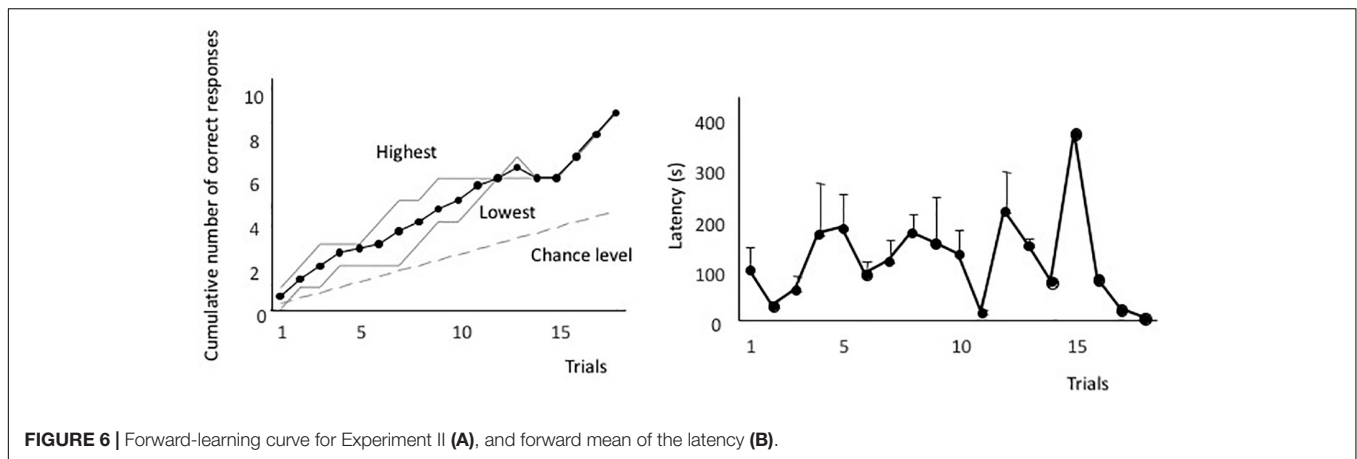 Cumulative number of correct responses
10
8
6
4
2
0
Highest
Lowest
Chance level
1 5 10 15
Trials
Latency (s)
400
300
200
100
0
1 5 10 15
Trials
FIGURE 6 | Forward-learning curve for Experiment II (A), and forward mean of the latency (B).